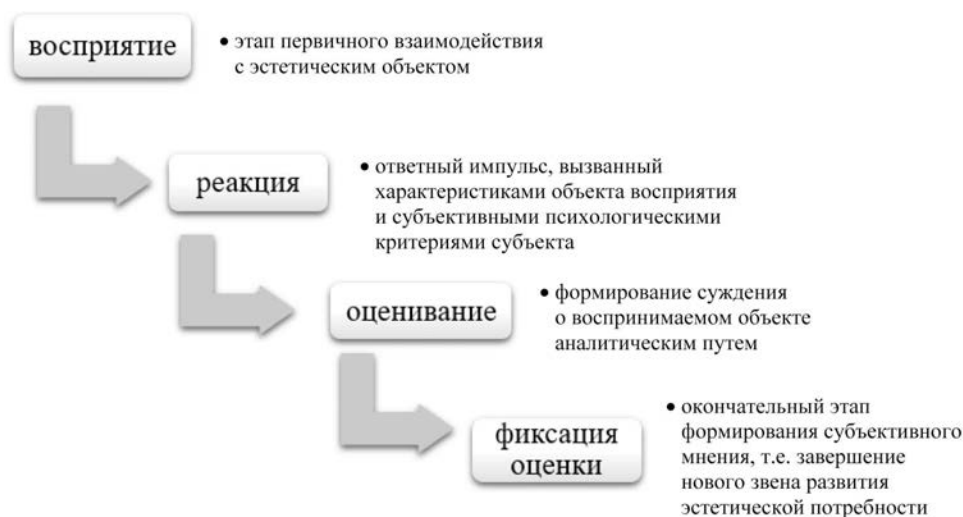 восприятие
• этап первичного взаимодействия
с эстетическим объектом
реакция
• ответный импульс, вызванный
характеристиками объекта восприятия
и субъективными психологическими
критериями субъекта
оценивание
• формирование суждения
о воспринимаемом объекте
аналитическим путем
фиксация
оценки
• окончательный этап
формирования субъективного
мнения, т.е. завершение
нового звена развития
эстетической потребности